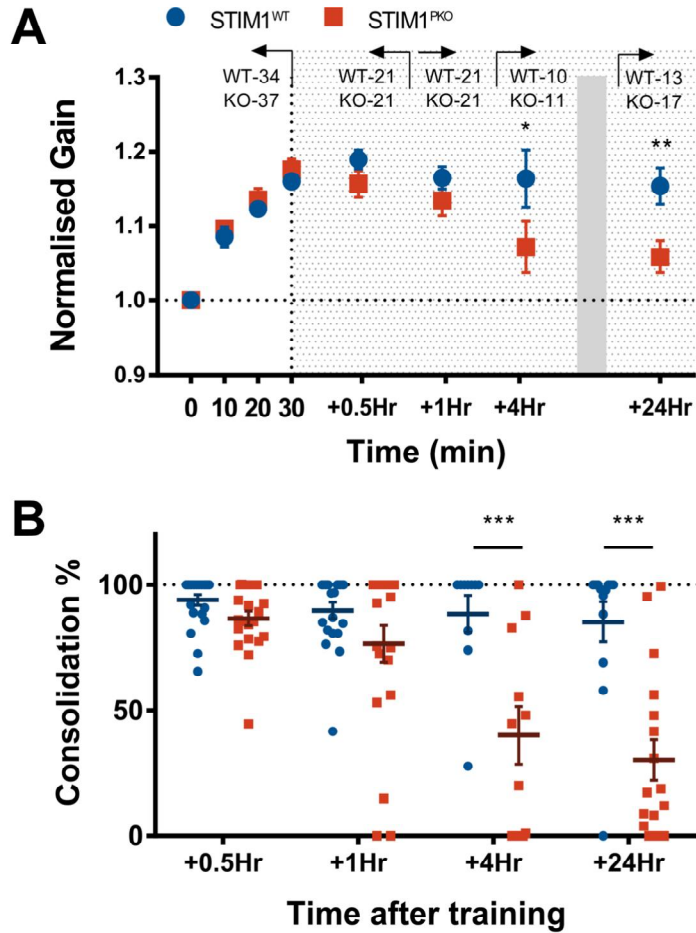 A
STIM1WT STIM1PKO
WT-34 WT-21 WT-21 WT-10 WT-13
KO-37 KO-21 KO-21 KO-11 KO-17
* **
1.3
1.2
1.1
1.0
0.9
Normalised Gain
0 10 20 30 +0.5Hr +1Hr +4Hr +24Hr
Time (min)
B
*** ***
100
50
0
Consolidation %
+0.5Hr +1Hr +4Hr +24Hr
Time after training